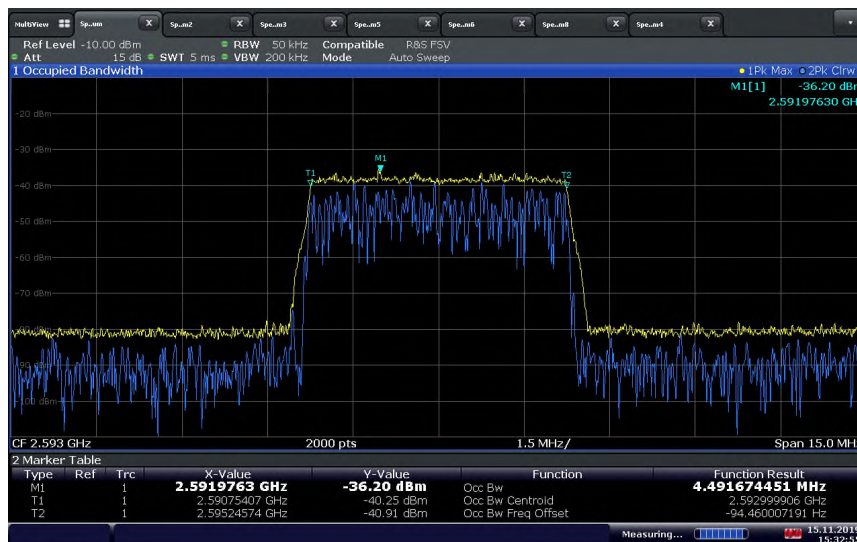 MultiView Sp..um X Sp..m2 X Spe..m3 X Spe..m5 X Spe..m6 X Spe..m8 X Spe..m4 X
Ref Level -10.00 dBm RBW 50 kHz Compatible R&S FSV
Att 15 dB SWT 5 ms VBW 200 kHz Mode Auto Sweep
1 Occupied Bandwidth 1Pk Max 2Pk Clrw
M1[1] -36.20 dBm
2.59197630 GH
-20 dBm
-30 dBm
M1
T1 T2
-40 dBm
-50 dBm
-60 dBm
-70 dBm
-90 dBm
-100 dBm
CF 2.593 GHz 2000 pts 1.5 MHz/ Span 15.0 MHz
2 Marker Table
Type Ref Trc X-Value Y-Value Function Function Result
M1 1 2.5919763 GHz -36.20 dBm Occ Bw 4.491674451 MHz
T1 1 2.59075407 GHz -40.25 dBm Occ Bw Centroid 2.592999906 GHz
T2 1 2.59524574 GHz -40.91 dBm Occ Bw Freq Offset -94.460007191 Hz
Measuring... 15.11.2019
15:32:55